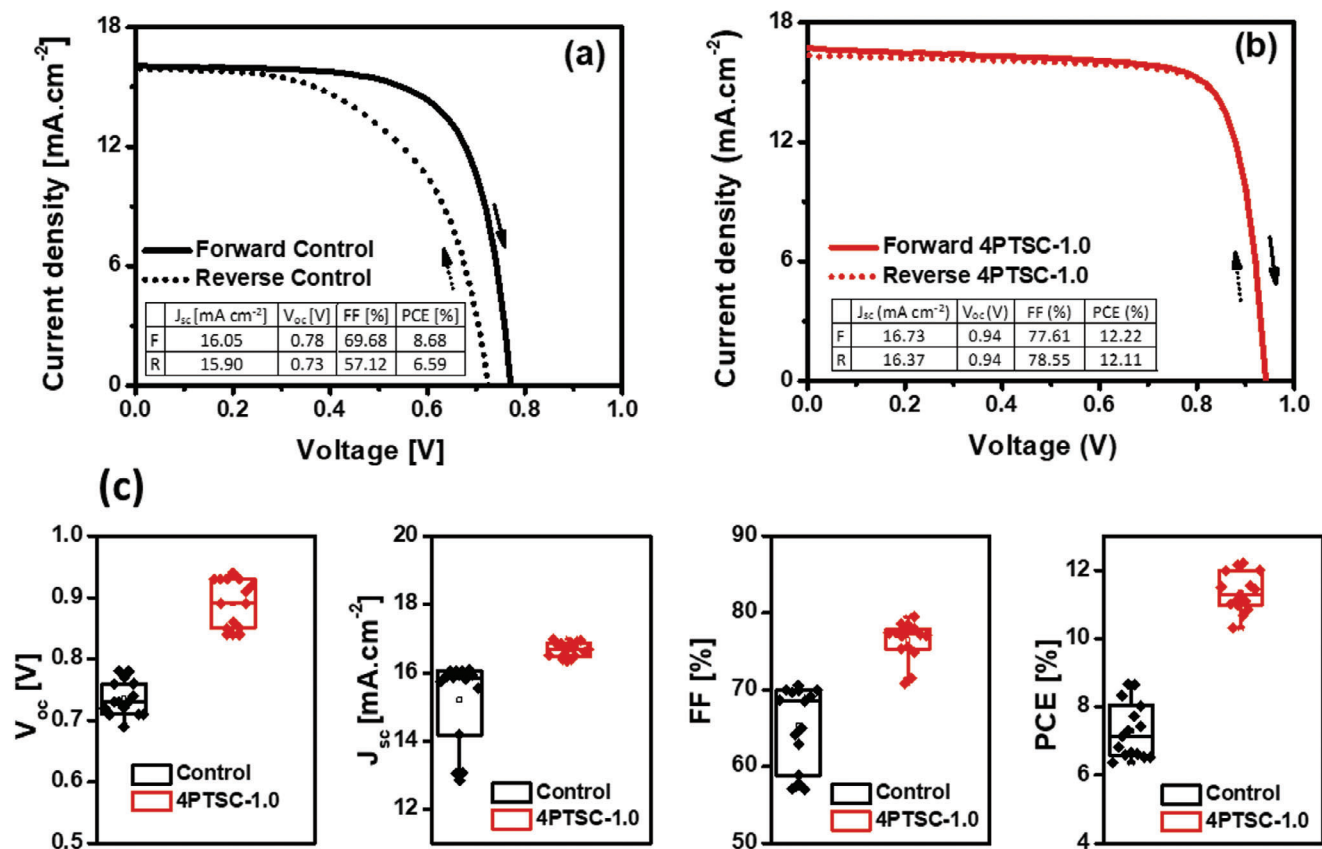 (a)
Current density [mA.cm-2]
18
12
6
0
Forward Control
Reverse Control
Jsc [mA cm-2] Voc [V] FF [%] PCE [%]
F 16.05 0.78 69.68 8.68
R 15.90 0.73 57.12 6.59
0.0 0.2 0.4 0.6 0.8 1.0
Voltage [V]
(b)
Current density (mA.cm-2)
18
12
6
0
Forward 4PTSC-1.0
Reverse 4PTSC-1.0
Jsc (mA cm-2) Voc (V) FF (%) PCE (%)
F 16.73 0.94 77.61 12.22
R 16.37 0.94 78.55 12.11
0.0 0.2 0.4 0.6 0.8 1.0
Voltage (V)
(c)
Voc [V]
1.0
0.9
0.8
0.7
0.6
0.5
Control
4PTSC-1.0
Jsc [mA.cm-2]
20
18
16
14
12
Control
4PTSC-1.0
FF [%]
90
80
70
60
50
Control
4PTSC-1.0
PCE [%]
12
10
8
6
4
Control
4PTSC-1.0